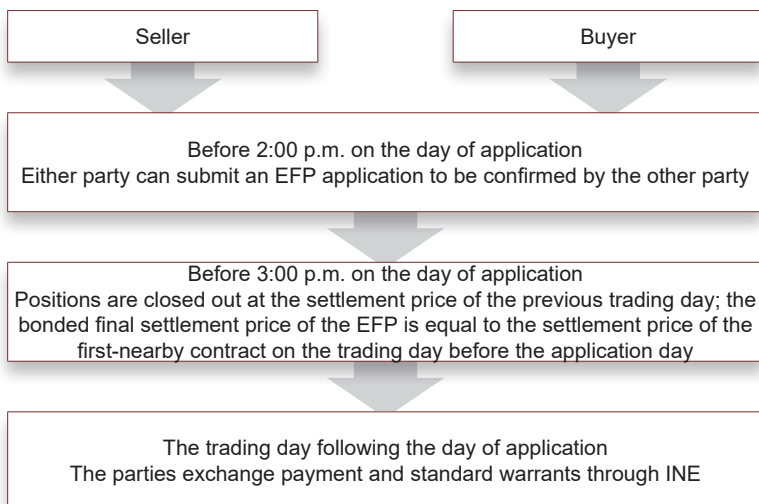 Seller
Buyer
Before 2:00 p.m. on the day of application
Either party can submit an EFP application to be confirmed by the other party
Before 3:00 p.m. on the day of application
Positions are closed out at the settlement price of the previous trading day; the
bonded final settlement price of the EFP is equal to the settlement price of the
first-nearby contract on the trading day before the application day
The trading day following the day of application
The parties exchange payment and standard warrants through INE